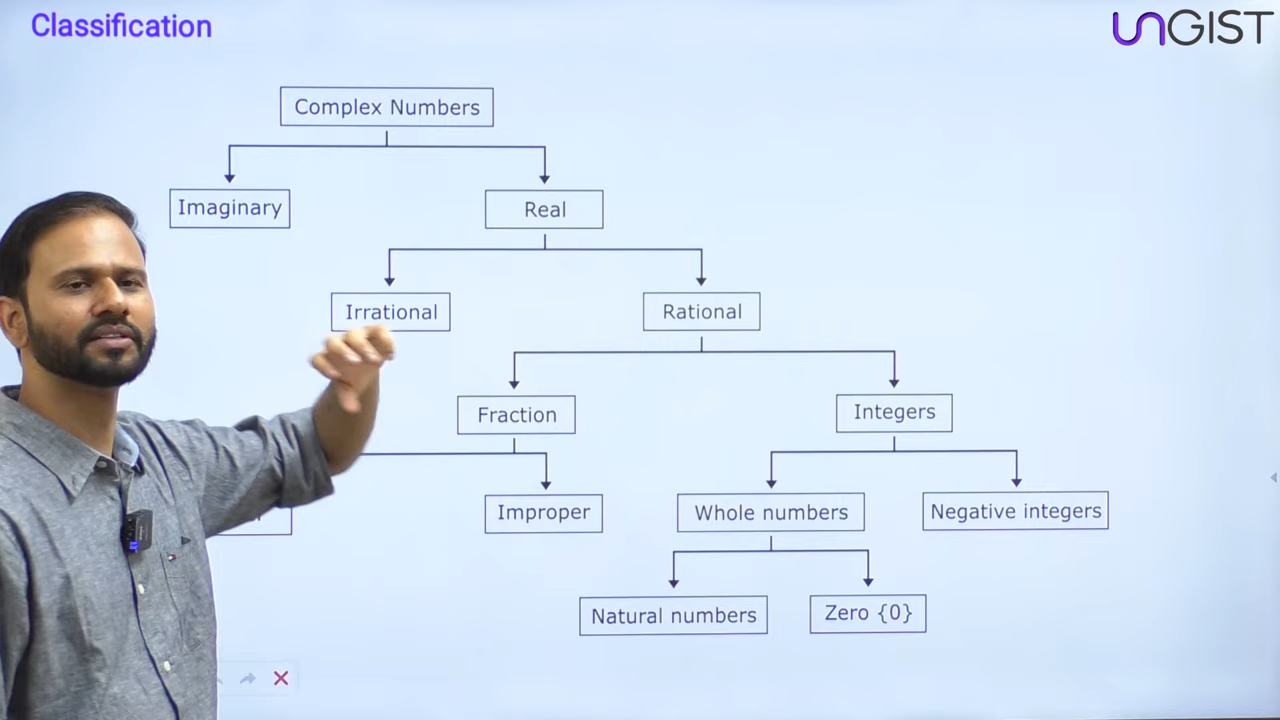 Classification
UNGIST
Complex Numbers
Imaginary
Real
Irrational
Rational
Fraction
Integers
Improper
Whole numbers
Negative integers
Natural numbers
Zero {0}